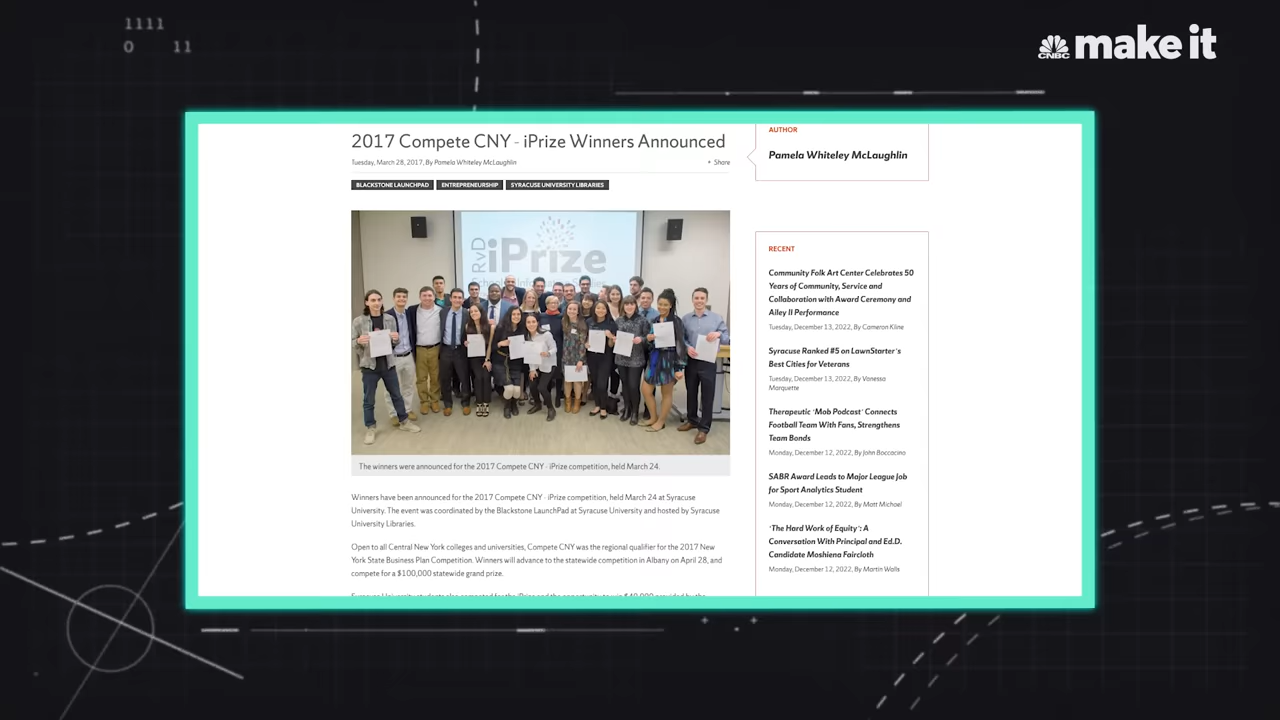 1111
0 11
CNBC make it
2017 Compete CNY - iPrize Winners Announced
Tuesday, March 28, 2017, By Pamela Whiteley McLaughlin
+ Share
BLACKSTONE LAUNCHPAD
ENTREPRENEURSHIP
SYRACUSE UNIVERSITY LIBRARIES
RvD iPrize
The winners were announced for the 2017 Compete CNY - iPrize competition, held March 24.
Winners have been announced for the 2017 Compete CNY - iPrize competition, held March 24 at Syracuse
University. The event was coordinated by the Blackstone LaunchPad at Syracuse University and hosted by Syracuse
University Libraries.
Open to all Central New York colleges and universities, Compete CNY was the regional qualifier for the 2017 New
York State Business Plan Competition. Winners will advance to the statewide competition in Albany on April 28, and
compete for a $100,000 statewide grand prize.
AUTHOR
Pamela Whiteley McLaughlin
RECENT
Community Folk Art Center Celebrates 50
Years of Community, Service and
Collaboration with Award Ceremony and
Alley II Performance
Tuesday, December 13, 2022, By Cameron Kline
Syracuse Ranked #5 on LawnStarter's
Best Cities for Veterans
Tuesday, December 13, 2022, By Vanessa
Marquette
Therapeutic 'Mob Podcast' Connects
Football Team With Fans, Strengthens
Team Bonds
Monday, December 12, 2022, By John Boccacino
SABR Award Leads to Major League Job
for Sport Analytics Student
Monday, December 12, 2022, By Matt Michael
'The Hard Work of Equity': A
Conversation With Principal and Ed.D.
Candidate Moshiena Faircloth
Monday, December 12, 2022, By Martin Walls